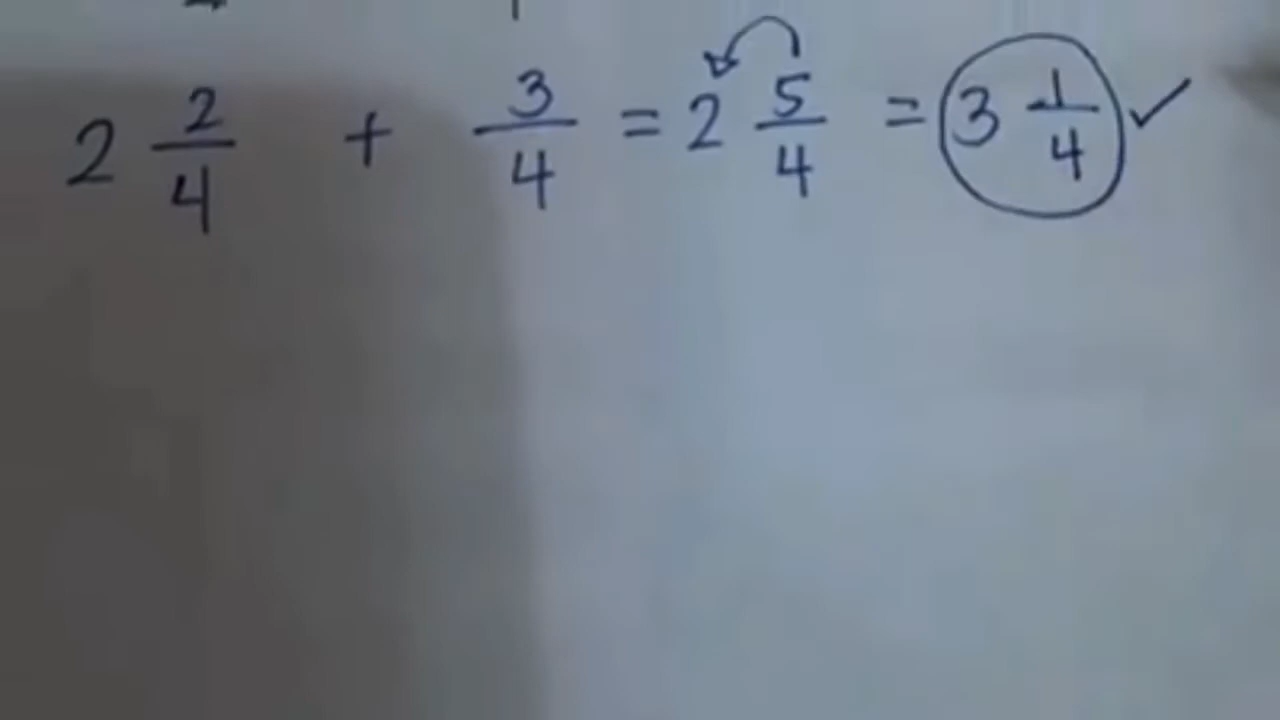 2 2/4 + 3/4 = 2 5/4 = 3 1/4 ✓